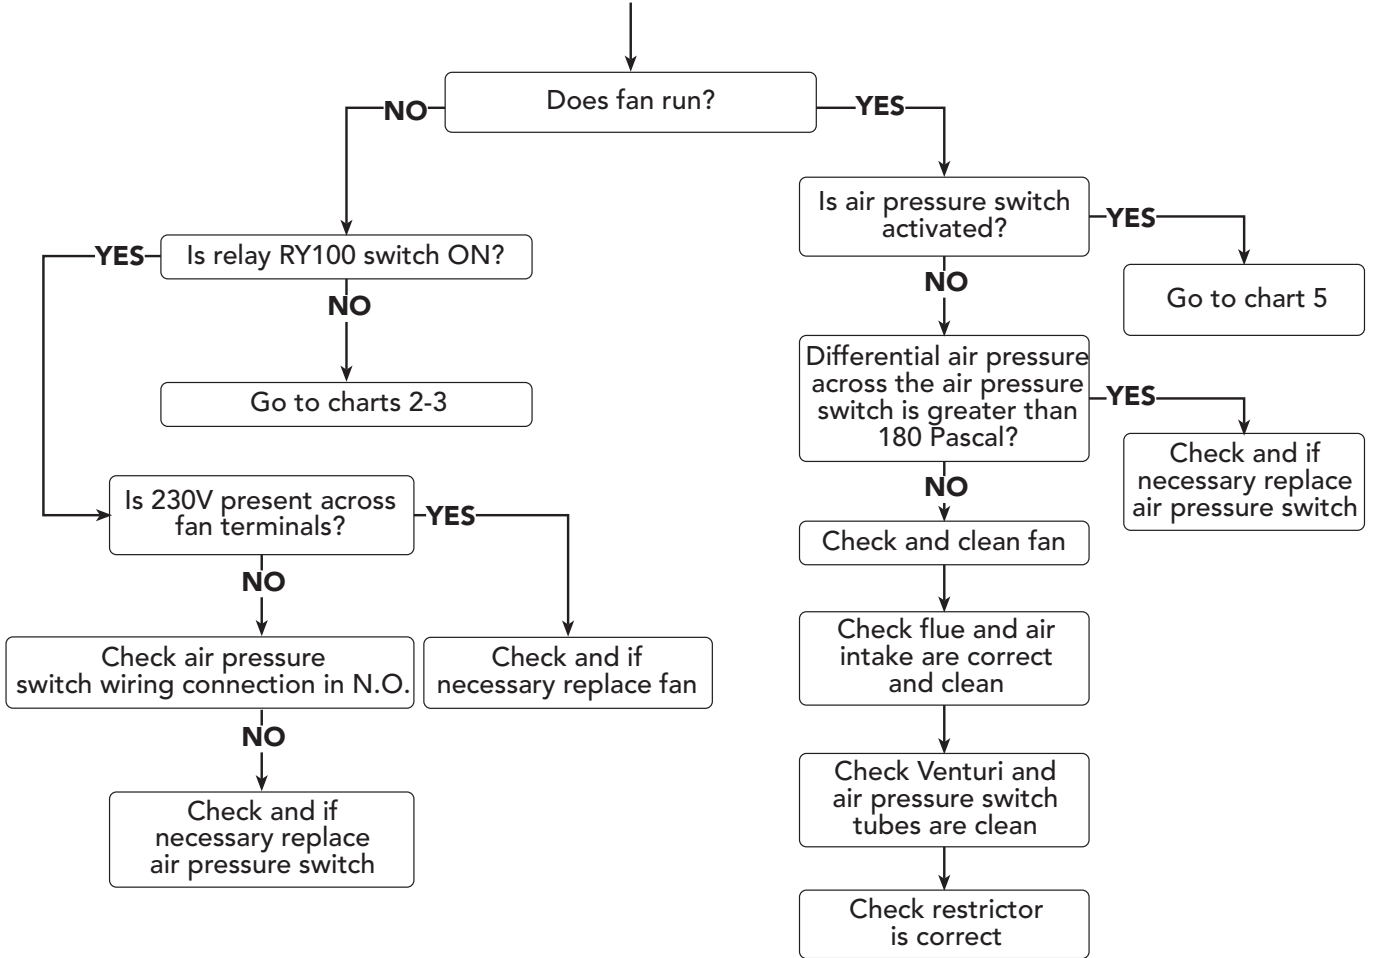 Does fan run?
NO
YES
Is air pressure switch
activated?
YES
Is relay RY100 switch ON?
YES
NO
NO
Go to chart 5
Differential air pressure
across the air pressure
switch is greater than
180 Pascal?
YES
Go to charts 2-3
Check and if
necessary replace
air pressure switch
Is 230V present across
fan terminals?
YES
NO
NO
Check and clean fan
Check flue and air
intake are correct
and clean
Check air pressure
switch wiring connection in N.O.
Check and if
necessary replace fan
NO
Check Venturi and
air pressure switch
tubes are clean
Check and if
necessary replace
air pressure switch
Check restrictor
is correct